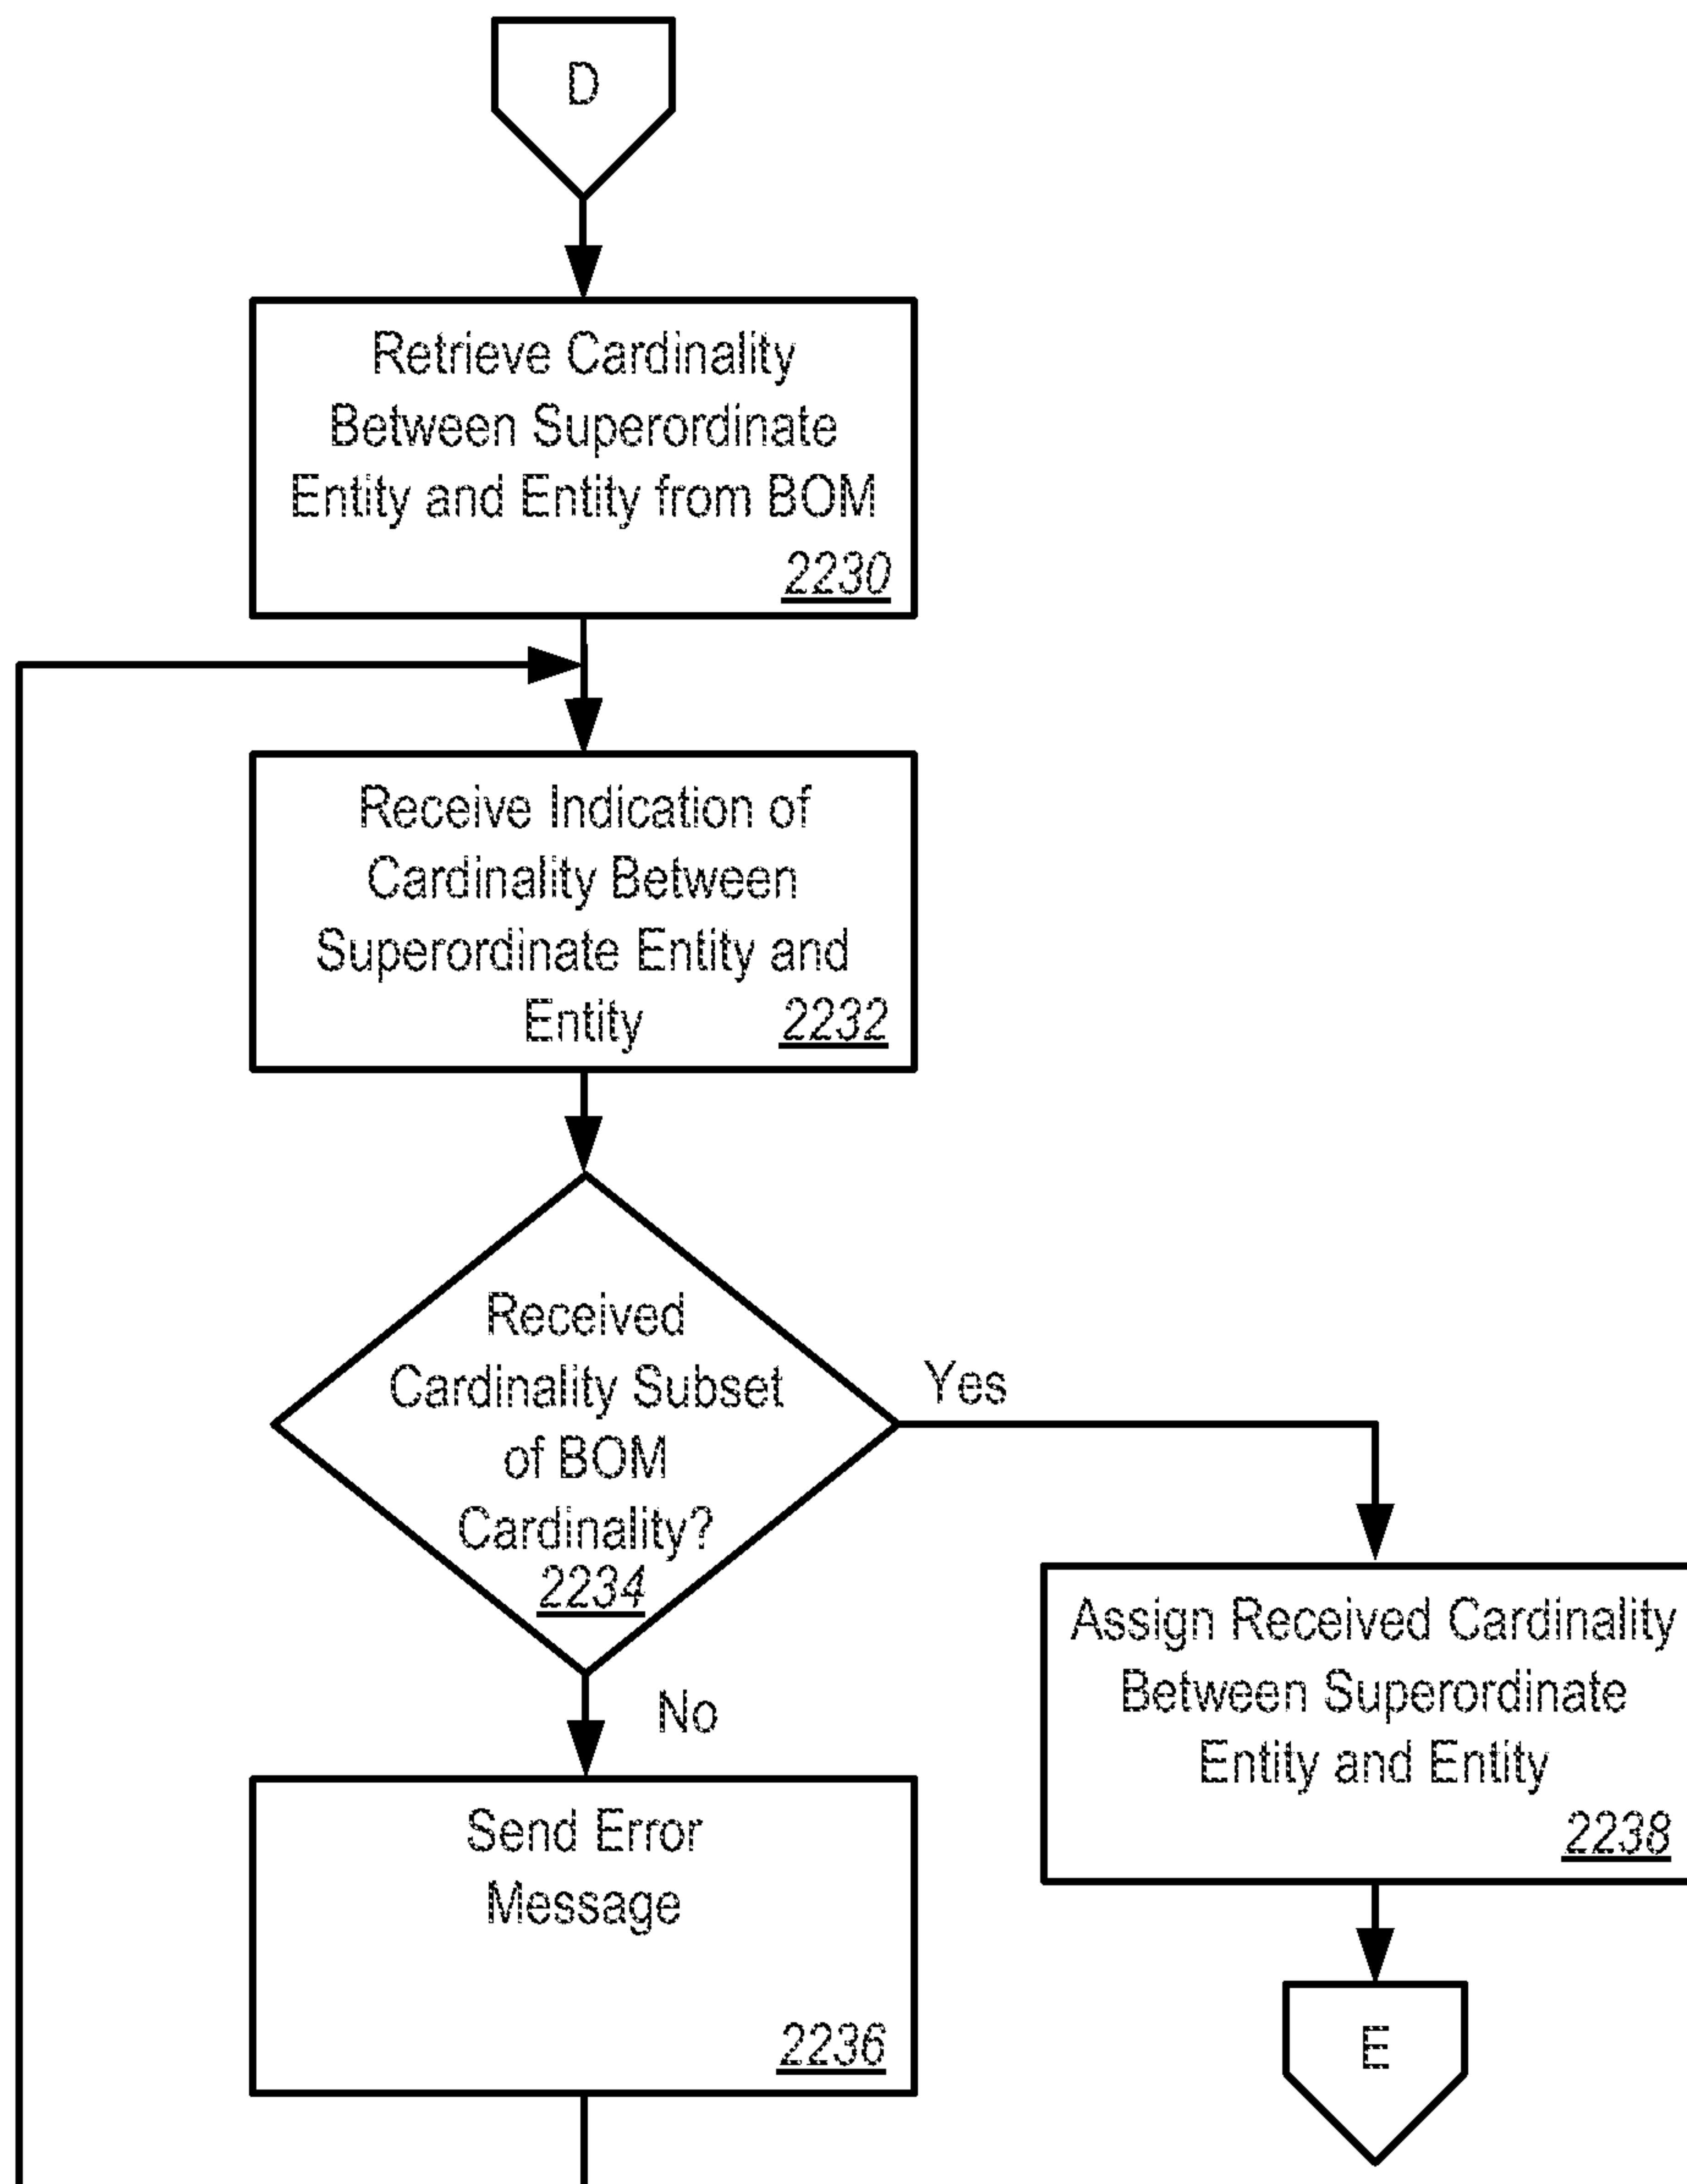 D
Retrieve Cardinality
Between Superordinate
Entity and Entity from BOM
2230
Receive Indication of
Cardinality Between
Superordinate Entity and
Entity 2232
Received
Cardinality Subset
of BOM
Cardinality?
2234
Yes
No
Send Error
Message
2236
Assign Received Cardinality
Between Superordinate
Entity and Entity
2238
E